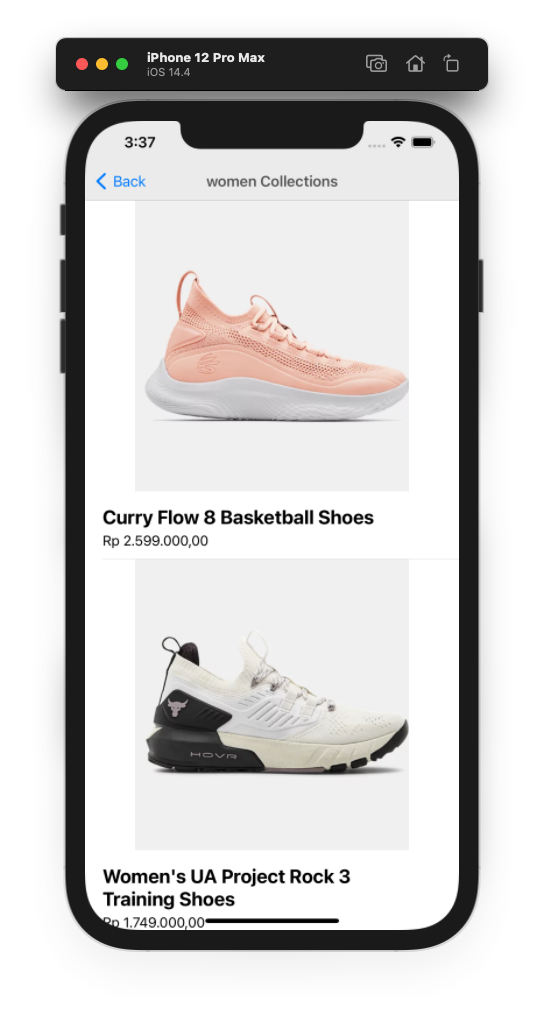 iPhone 12 Pro Max
iOS 14.4
3:37
Back
women Collections
Curry Flow 8 Basketball Shoes
Rp 2.599.000,00
HOVR
Women's UA Project Rock 3
Training Shoes
Rp 1.749.000,00